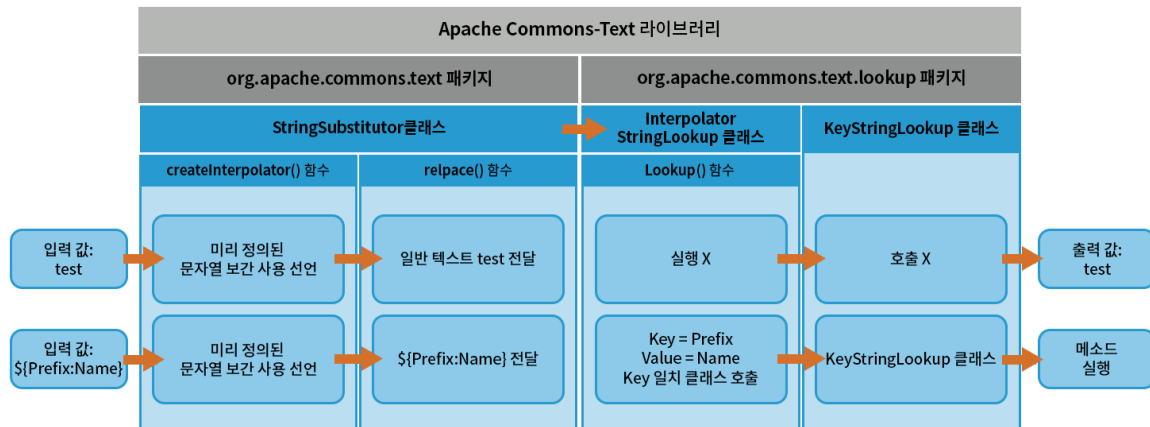 Apache Commons-Text 라이브러리
org.apache.commons.text 패키지
org.apache.commons.text.lookup 패키지
StringSubstitutor클래스
Interpolator
StringLookup 클래스
KeyStringLookup 클래스
createInterpolator() 함수
relpace() 함수
Lookup() 함수
입력 값:
test
미리 정의된
문자열 보간 사용 선언
일반 텍스트 test 전달
실행 X
호출 X
출력 값:
test
입력 값:
${Prefix:Name}
미리 정의된
문자열 보간 사용 선언
${Prefix:Name} 전달
Key = Prefix
Value = Name
Key 일치 클래스 호출
KeyStringLookup 클래스
메소드
실행